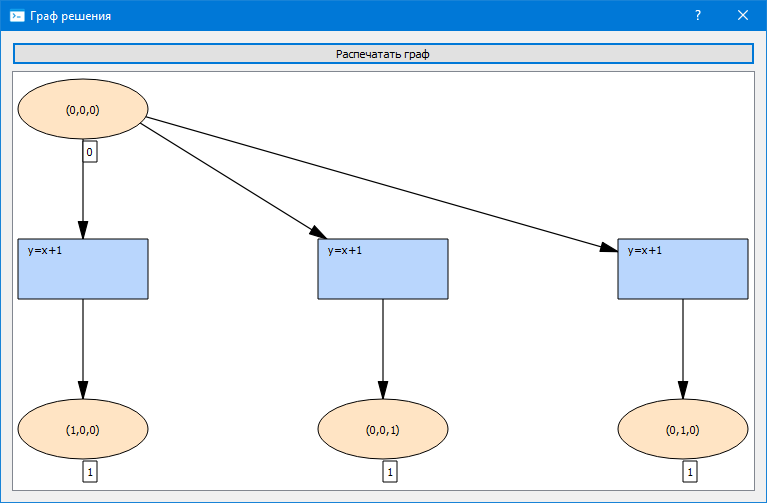 Граф решения
?
Распечатать граф
(0,0,0)
0
y=x+1
y=x+1
y=x+1
(1,0,0)
(0,0,1)
(0,1,0)
1
1
1